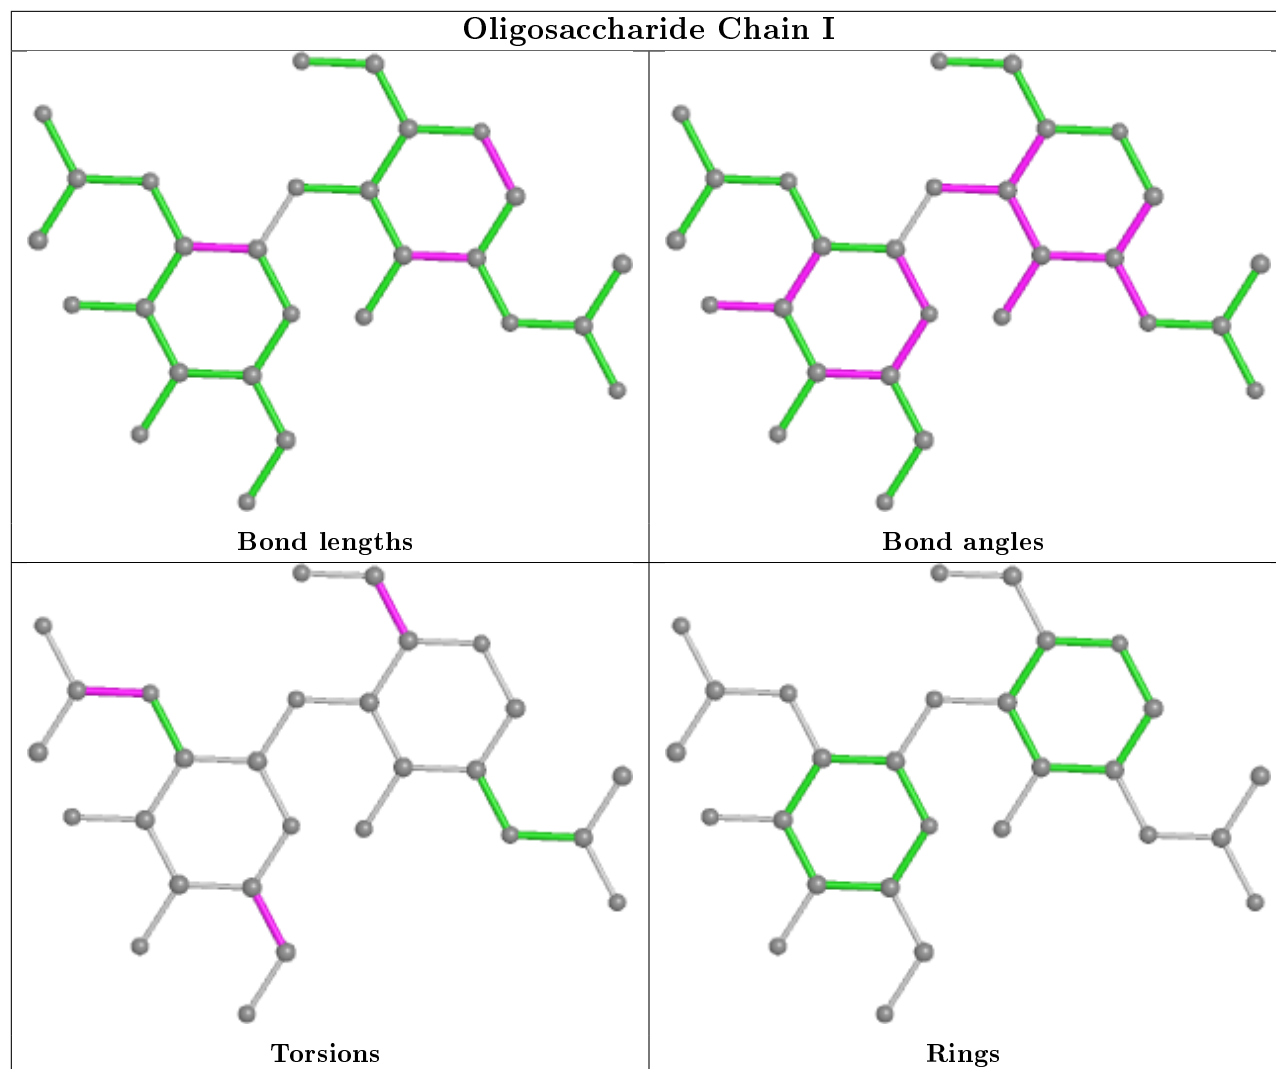 Oligosaccharide Chain I
Bond lengths
Bond angles
Torsions
Rings